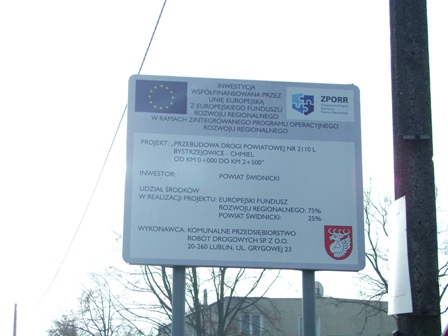 INWESTYCJA
WSPÓŁFINANSOWANA PRZEZ
UNIĘ EUROPEJSKĄ
Z EUROPEJSKIEGO FUNDUSZU
ROZWOJU REGIONALNEGO
W RAMACH ZINTEGROWANEGO PROGRAMU OPERACYJNEGO
ROZWOJU REGIONALNEGO
ZPORR
PROJEKT: „PRZEBUDOWA DROGI POWIATOWEJ NR 2110 L
BYSTRZEJOWICE - CHMIEL
OD KM 0+000 DO KM 2+500"
INWESTOR: POWIAT ŚWIDNICKI
UDZIAŁ ŚRODKÓW
W REALIZACJI PROJEKTU: EUROPEJSKI FUNDUSZ
ROZWOJU REGIONALNEGO: 75%
POWIAT ŚWIDNICKI: 25%
WYKONAWCA: KOMUNALNE PRZEDSIĘBIORSTWO
ROBÓT DROGOWYCH SP. Z O.O.
20-260 LUBLIN, UL. GRYGOWEJ 23